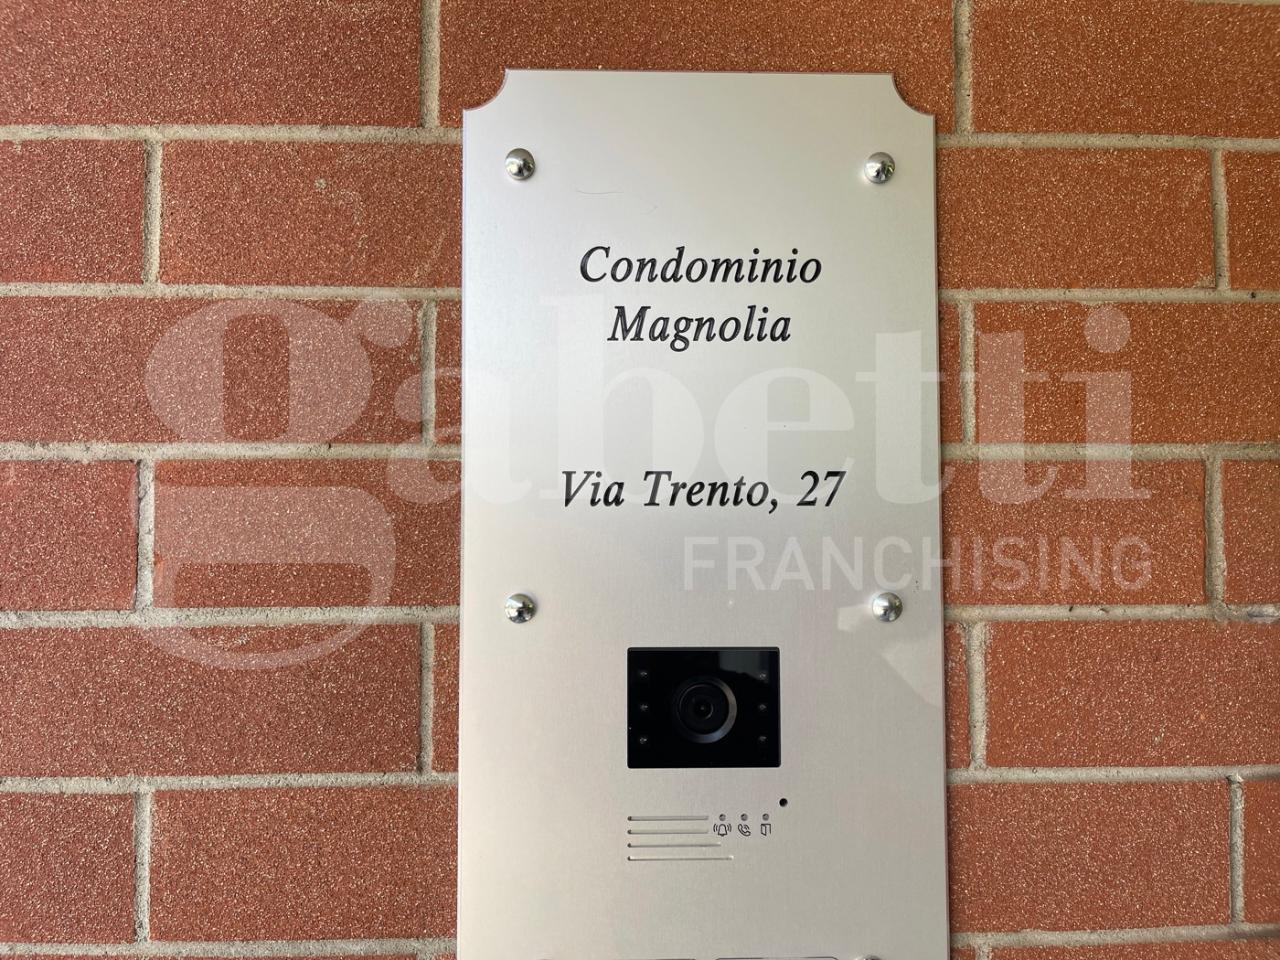 Condominio
Magnolia
gabetti
Via Trento, 27
FRANCHISING